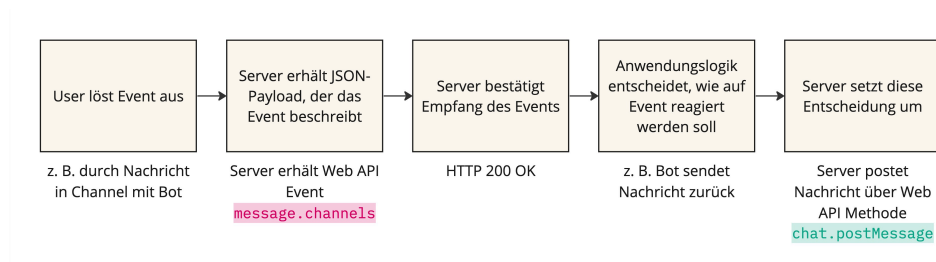 User löst Event aus
Server erhält JSON-
Payload, der das
Event beschreibt
Server bestätigt
Empfang des Events
Anwendungslogik
entscheidet, wie auf
Event reagiert
werden soll
Server setzt diese
Entscheidung um
z. B. durch Nachricht
in Channel mit Bot
Server erhält Web API
Event
message.channels
HTTP 200 OK
z. B. Bot sendet
Nachricht zurück
Server postet
Nachricht über Web
API Methode
chat.postMessage